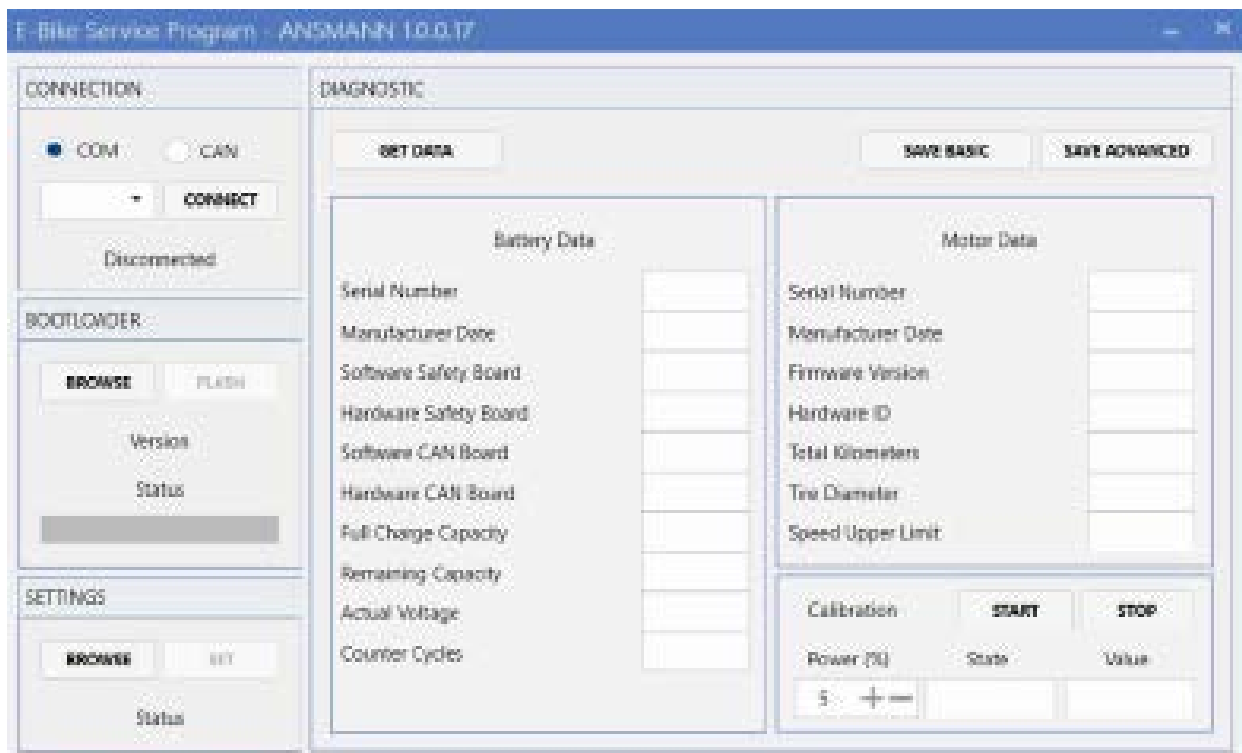 E-Bike Service Program - ANSMANN 1.0.0.17
CONNECTION
COM CAN
CONNECT
Disconnected
BOOTLOADER
BROWSE FLASH
Version
Status
SETTINGS
BROWSE SET
Status
DIAGNOSTIC
GET DATA SAVE BASIC SAVE ADVANCED
Battery Data
Serial Number
Manufacturer Date
Software Safety Board
Hardware Safety Board
Software CAN Board
Hardware CAN Board
Full Charge Capacity
Remaining Capacity
Actual Voltage
Counter Cycles
Motor Data
Serial Number
Manufacturer Date
Firmware Version
Hardware ID
Total Kilometers
Tire Diameter
Speed Upper Limit
Calibration START STOP
Power (%) State Value
5